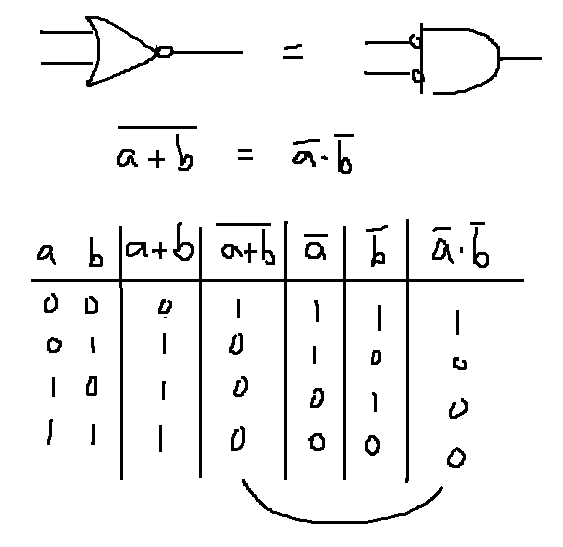 =
a̅+̅b̅ = a̅·b̅
a b a+b a̅+̅b̅ a̅ b̅ a̅·b̅
0 0 0 1 1 1 1
0 1 1 0 1 0 0
1 0 1 0 0 1 0
1 1 1 0 0 0 0